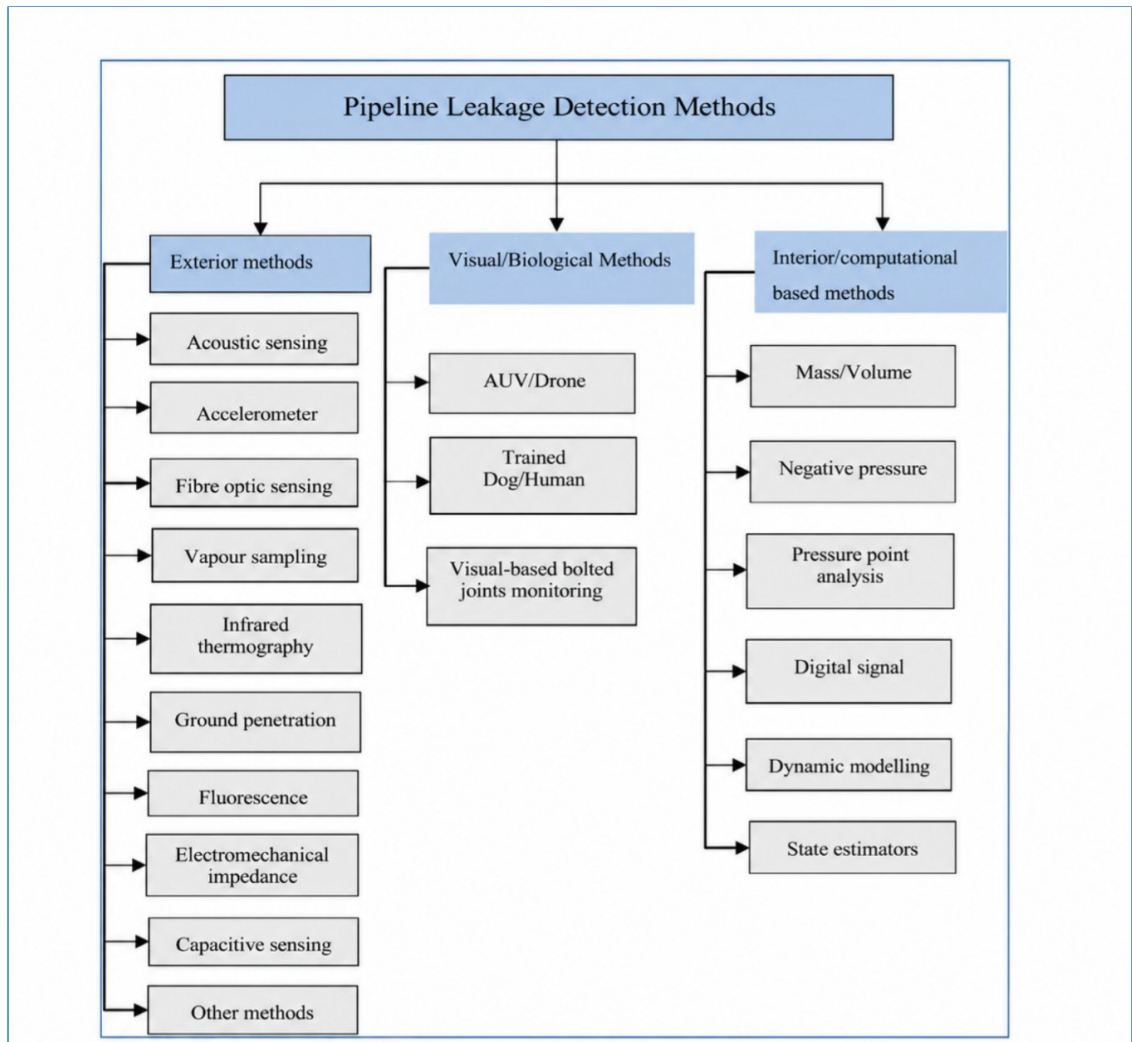 Pipeline Leakage Detection Methods
Exterior methods
Acoustic sensing
Accelerometer
Fibre optic sensing
Vapour sampling
Infrared
thermography
Ground penetration
Fluorescence
Electromechanical
impedance
Capacitive sensing
Other methods
Visual/Biological Methods
AUV/Drone
Trained
Dog/Human
Visual-based bolted
joints monitoring
Interior/computational
based methods
Mass/Volume
Negative pressure
Pressure point
analysis
Digital signal
Dynamic modelling
State estimators